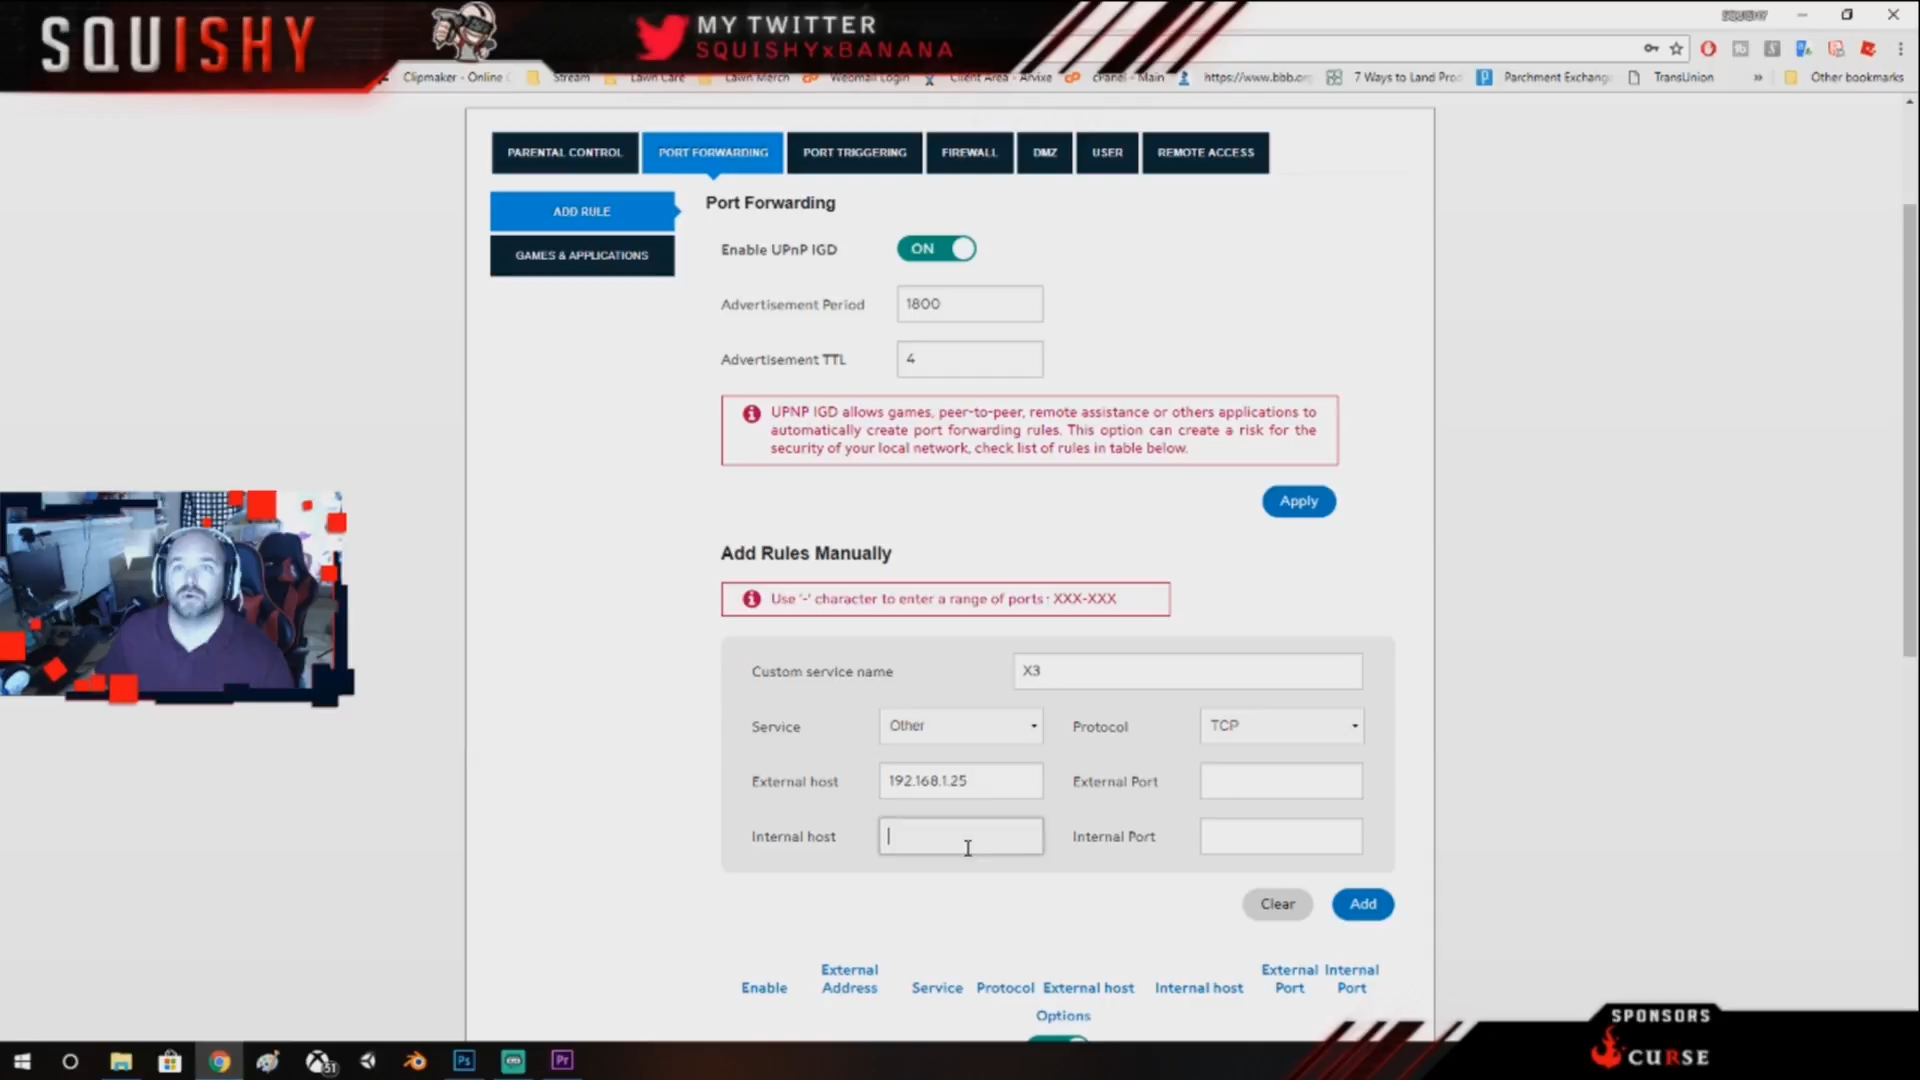 SQUISHY
MY TWITTER
SQUISHYxBANANA
SQUISHY
Clipmaker - Online
Stream
Lawn Care
Lawn Merch
Webmail Login
Client Area - Arvixe
cPanel - Main
https://www.bbb.or
7 Ways to Land Pro
Parchment Exchang
TransUnion
»
Other bookmarks
PARENTAL CONTROL
PORT FORWARDING
PORT TRIGGERING
FIREWALL
DMZ
USER
REMOTE ACCESS
ADD RULE
GAMES & APPLICATIONS
Port Forwarding
Enable UPnP IGD
ON
Advertisement Period
1800
Advertisement TTL
4
UPNP IGD allows games, peer-to-peer, remote assistance or others applications to
automatically create port forwarding rules. This option can create a risk for the
security of your local network, check list of rules in table below.
Apply
Add Rules Manually
Use '-' character to enter a range of ports : XXX-XXX
Custom service name
X3
Service
Other
Protocol
TCP
External host
192.168.1.25
External Port
Internal host
Internal Port
Clear
Add
Enable
External
Address
Service
Protocol
External host
Internal host
External
Port
Internal
Port
Options
SPONSORS
CURSE
51
Ps
Pr